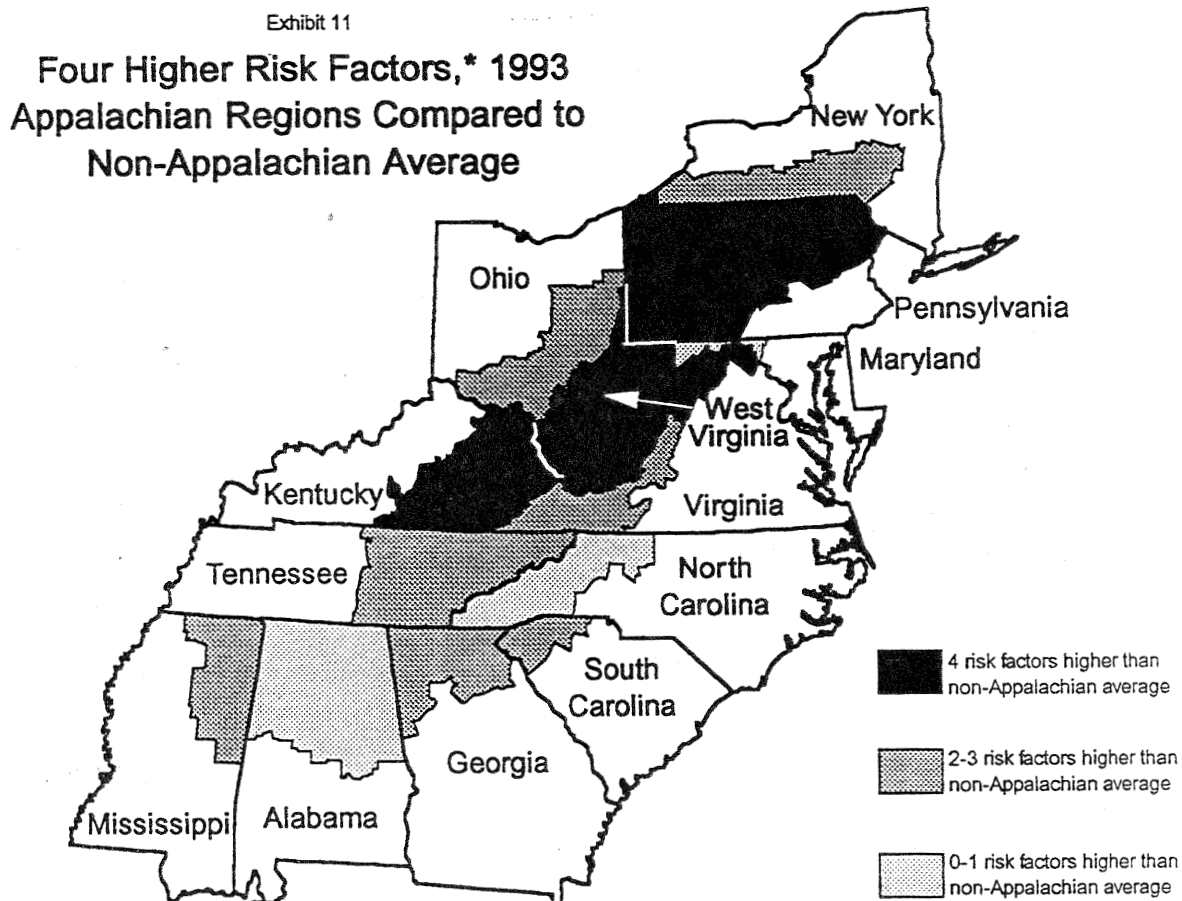 Exhibit 11
Four Higher Risk Factors,* 1993
Appalachian Regions Compared to
Non-Appalachian Average
New York
Ohio
Pennsylvania
Maryland
West
Virginia
Kentucky
Virginia
Tennessee
North
Carolina
South
Carolina
Georgia
Mississippi
Alabama
4 risk factors higher than
non-Appalachian average
2-3 risk factors higher than
non-Appalachian average
0-1 risk factors higher than
non-Appalachian average